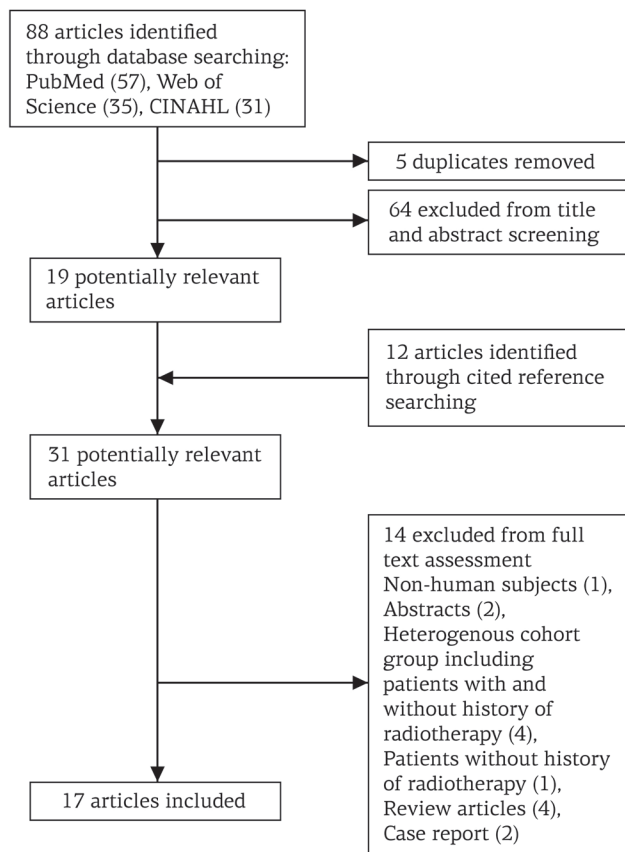 88 articles identified
through database searching:
PubMed (57), Web of
Science (35), CINAHL (31)
5 duplicates removed
64 excluded from title
and abstract screening
19 potentially relevant
articles
12 articles identified
through cited reference
searching
31 potentially relevant
articles
14 excluded from full
text assessment
Non-human subjects (1),
Abstracts (2),
Heterogenous cohort
group including
patients with and
without history of
radiotherapy (4),
Patients without history
of radiotherapy (1),
Review articles (4),
Case report (2)
17 articles included